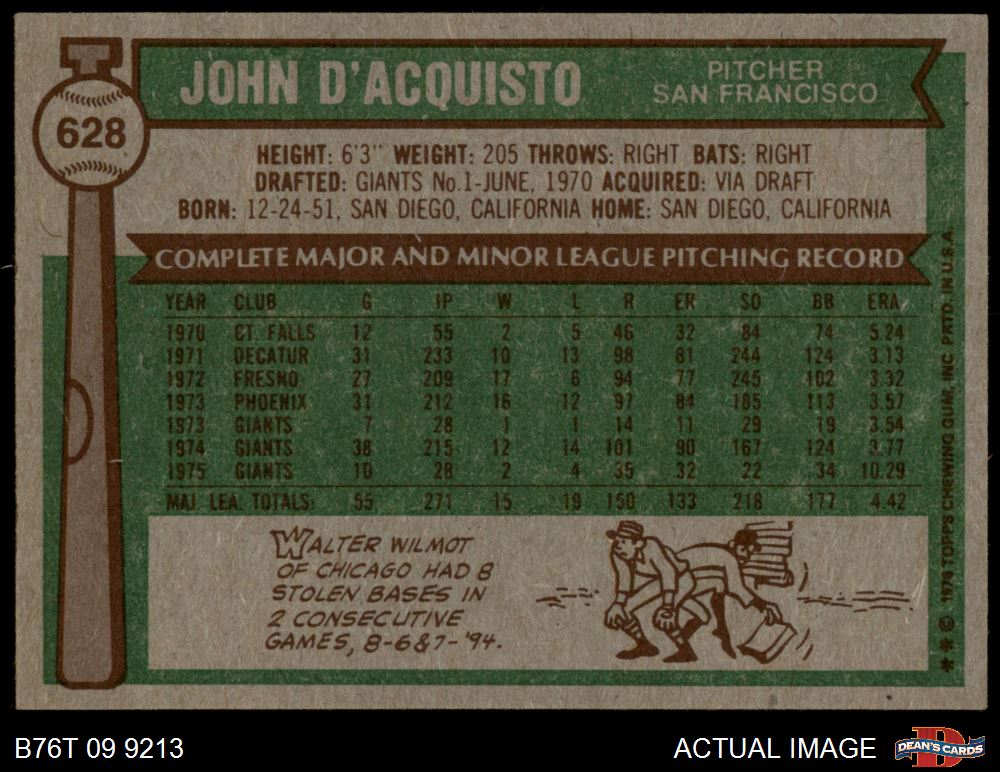 JOHN D'ACQUISTO
PITCHER
SAN FRANCISCO
628
HEIGHT: 6'3" WEIGHT: 205 THROWS: RIGHT BATS: RIGHT
DRAFTED: GIANTS No.1-JUNE, 1970 ACQUIRED: VIA DRAFT
BORN: 12-24-51, SAN DIEGO, CALIFORNIA HOME: SAN DIEGO, CALIFORNIA
COMPLETE MAJOR AND MINOR LEAGUE PITCHING RECORD
YEAR CLUB G IP W L R ER SO BB ERA
1970 CT. FALLS 12 55 2 5 46 32 84 74 5.24
1971 DECATUR 31 233 10 13 98 81 244 124 3.13
1972 FRESNO 27 209 17 6 94 77 245 102 3.32
1973 PHOENIX 31 212 16 12 97 84 185 113 3.57
1973 GIANTS 7 28 1 1 14 11 29 19 3.54
1974 GIANTS 38 215 12 14 101 90 167 124 3.77
1975 GIANTS 10 28 2 4 35 32 22 34 10.29
MAJ. LEA. TOTALS: 55 271 15 19 150 133 218 177 4.42
WALTER WILMOT
OF CHICAGO HAD 8
STOLEN BASES IN
2 CONSECUTIVE
GAMES, 8-6&7-'94.
** © 1976 TOPPS CHEWING GUM, INC. PRTD. IN U.S.A.
B76T 09 9213
ACTUAL IMAGE
D
DEAN'S CARDS